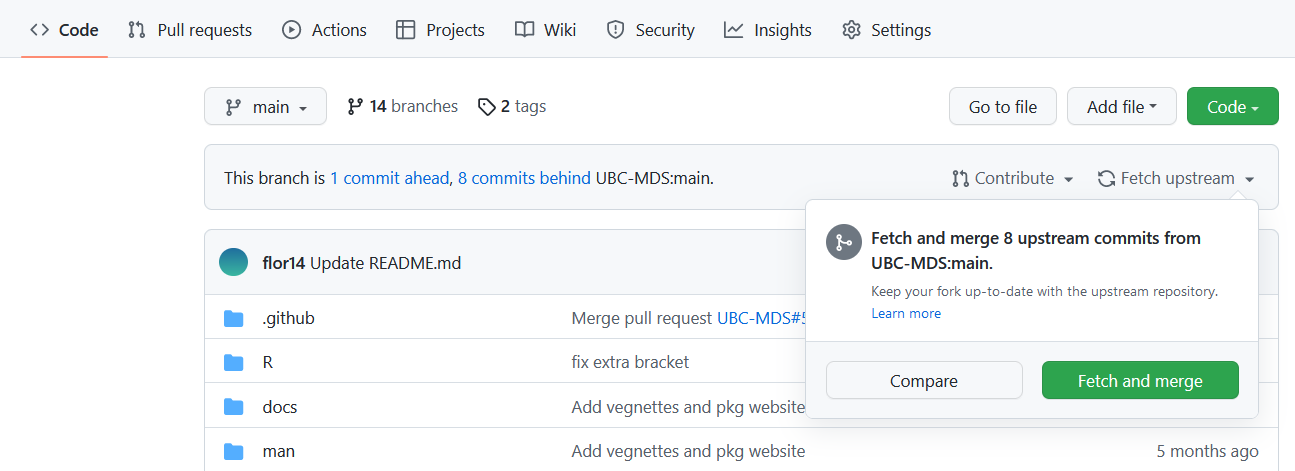 Code Pull requests Actions Projects Wiki Security Insights Settings
main 14 branches 2 tags Go to file Add file Code
This branch is 1 commit ahead, 8 commits behind UBC-MDS:main. Contribute Fetch upstream
Fetch and merge 8 upstream commits from
UBC-MDS:main.
Keep your fork up-to-date with the upstream repository.
Learn more
Compare Fetch and merge
flor14 Update README.md
.github Merge pull request UBC-MDS#5
R fix extra bracket
docs Add vegnettes and pkg website
man Add vegnettes and pkg website 5 months ago